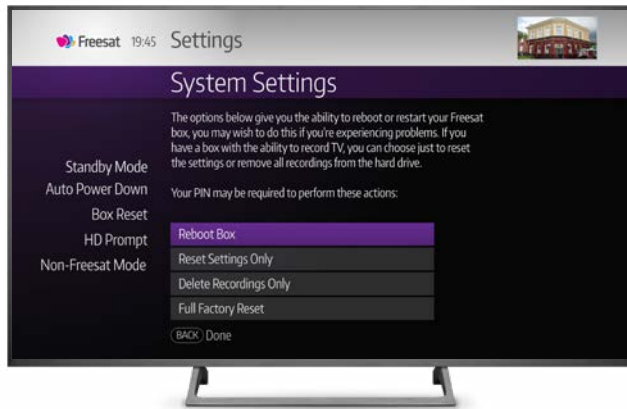 Freesat 19:45 Settings
System Settings
The options below give you the ability to reboot or restart your Freesat
box, you may wish to do this if you're experiencing problems. If you
have a box with the ability to record TV, you can choose just to reset
the settings or remove all recordings from the hard drive.
Your PIN may be required to perform these actions:
Standby Mode
Auto Power Down
Box Reset
HD Prompt
Non-Freesat Mode
Reboot Box
Reset Settings Only
Delete Recordings Only
Full Factory Reset
BACK Done